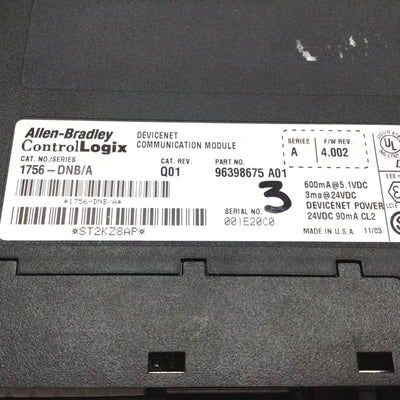 Allen-Bradley
ControlLogix
DEVICENET
COMMUNICATION MODULE
SERIES
A
F/W REV.
4.002
UL
CAT. NO./SERIES
1756-DNB/A
CAT. REV.
Q01
PART NO.
96398675 A01
EEX
*1756-DNB/A*
3
600mA@5.1VDC
3ma@24VDC
DEVICENET POWER
24VDC 90mA CL2
SERIAL NO.
001E20C0
*ST2KZ8AP*
MADE IN U.S.A. 11/03